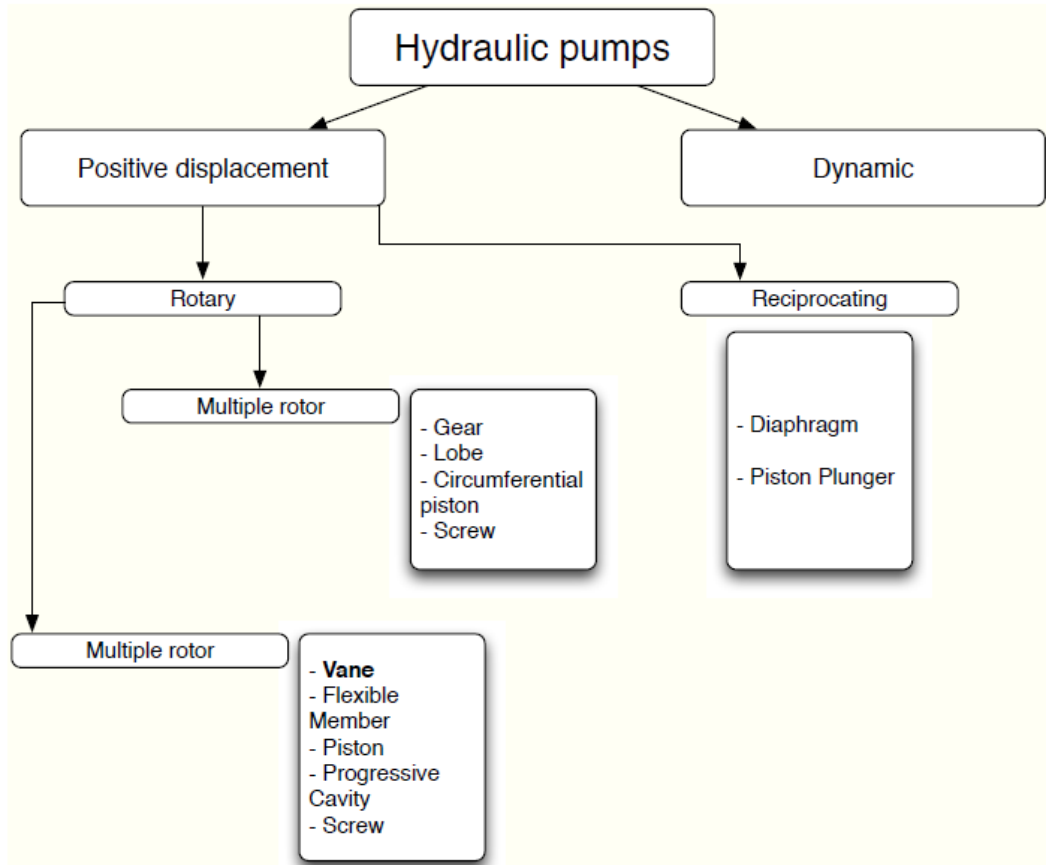 Hydraulic pumps
Positive displacement
Dynamic
Rotary
Reciprocating
Multiple rotor
- Gear
- Lobe
- Circumferential
piston
- Screw
- Diaphragm
- Piston Plunger
Multiple rotor
- Vane
- Flexible
Member
- Piston
- Progressive
Cavity
- Screw